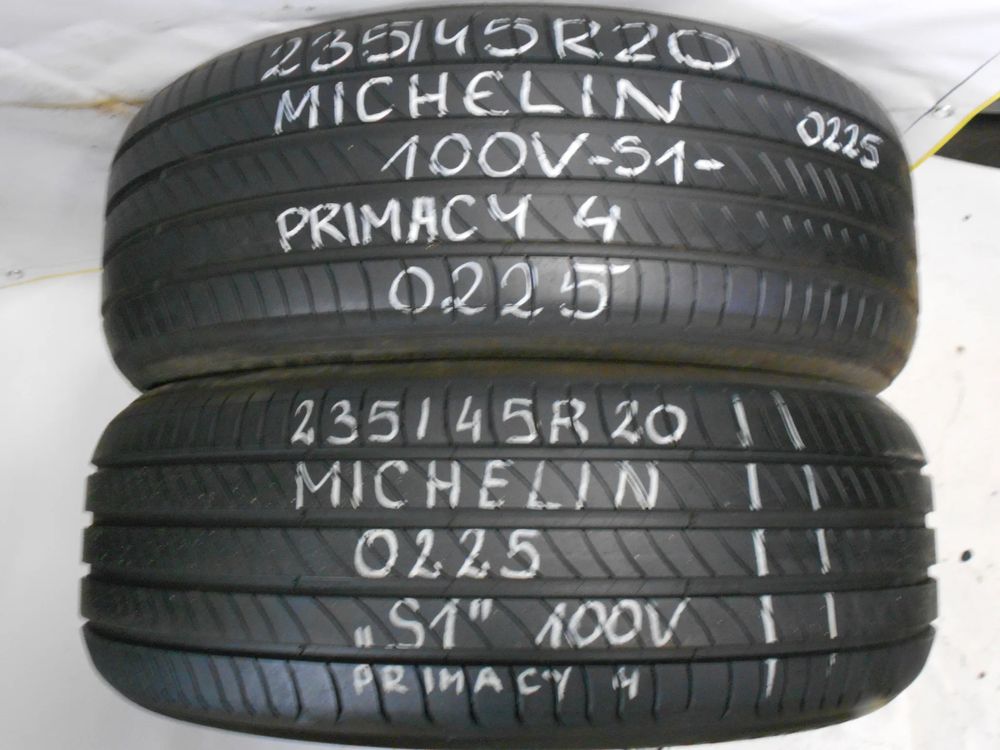 235/45R20
MICHELIN
0225
100V-S1-
PRIMACY 4
0225
235/45R20
MICHELIN
0225
„S1" 100V
PRIMACY 4